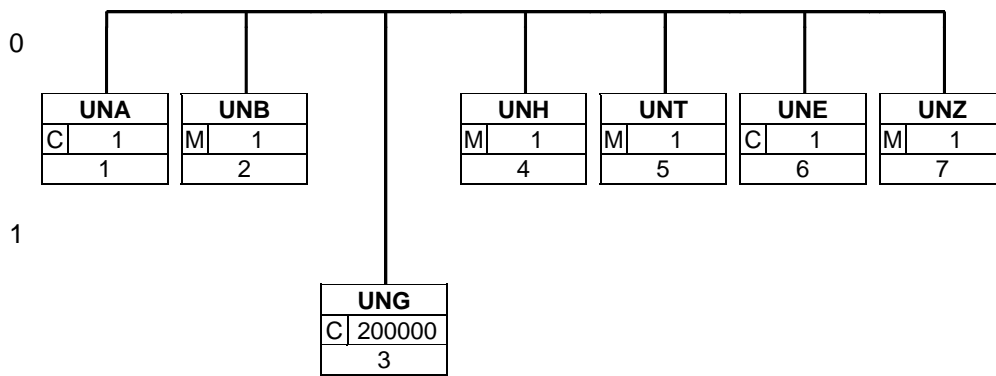 0
UNA UNB UNH UNT UNE UNZ
C 1 M 1 M 1 M 1 C 1 M 1
1 2 4 5 6 7
1
UNG
C 200000
3